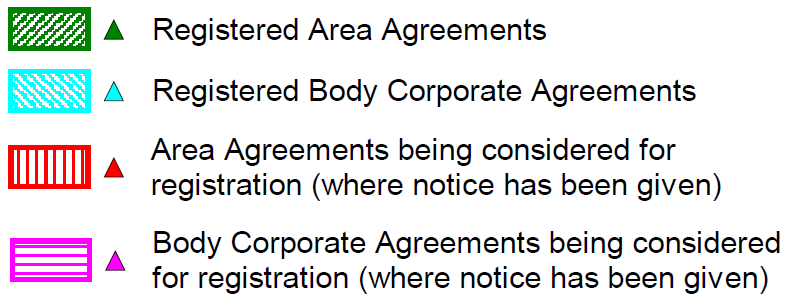 Registered Area Agreements
Registered Body Corporate Agreements
Area Agreements being considered for
registration (where notice has been given)
Body Corporate Agreements being considered
for registration (where notice has been given)